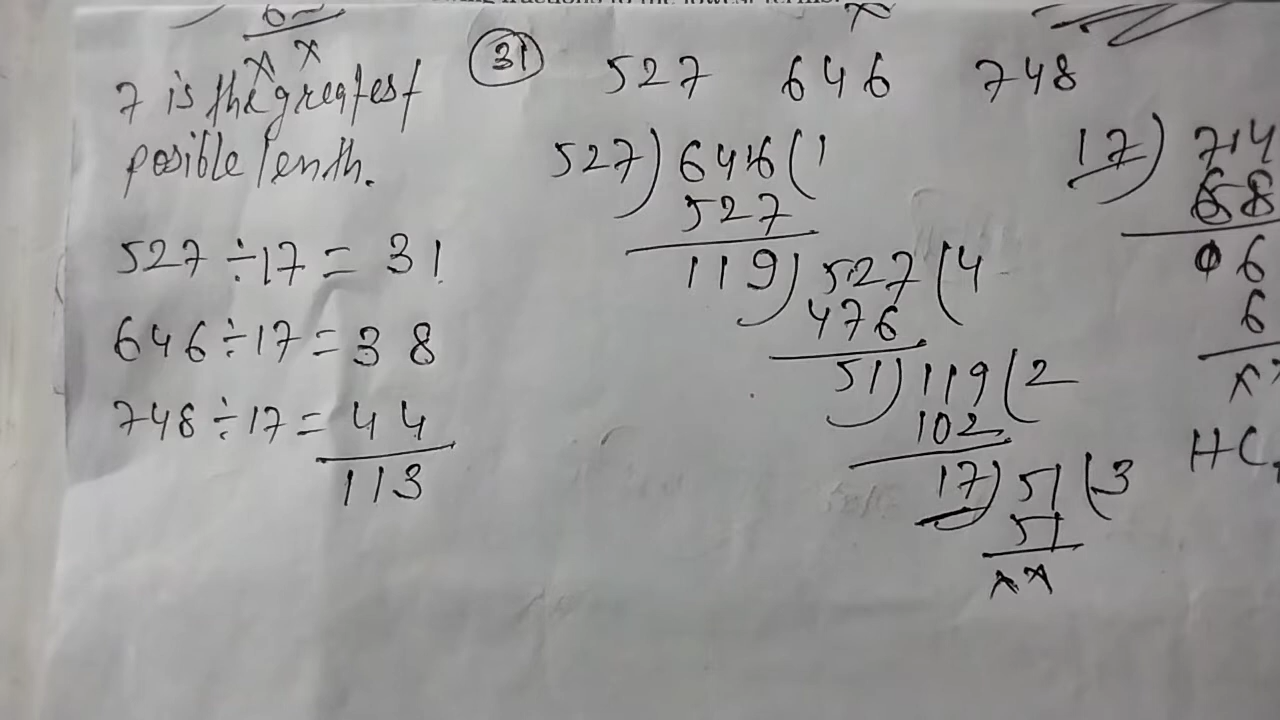 7 is the greatest
posible lenth.
527 ÷ 17 = 31
646 ÷ 17 = 38
748 ÷ 17 = 44
113
31
527 646 748
527) 646 (1
527
119) 527 (4
476
51) 119 (2
102
17) 51 (3
51
x x
17) 714
68
06
6
x
HC